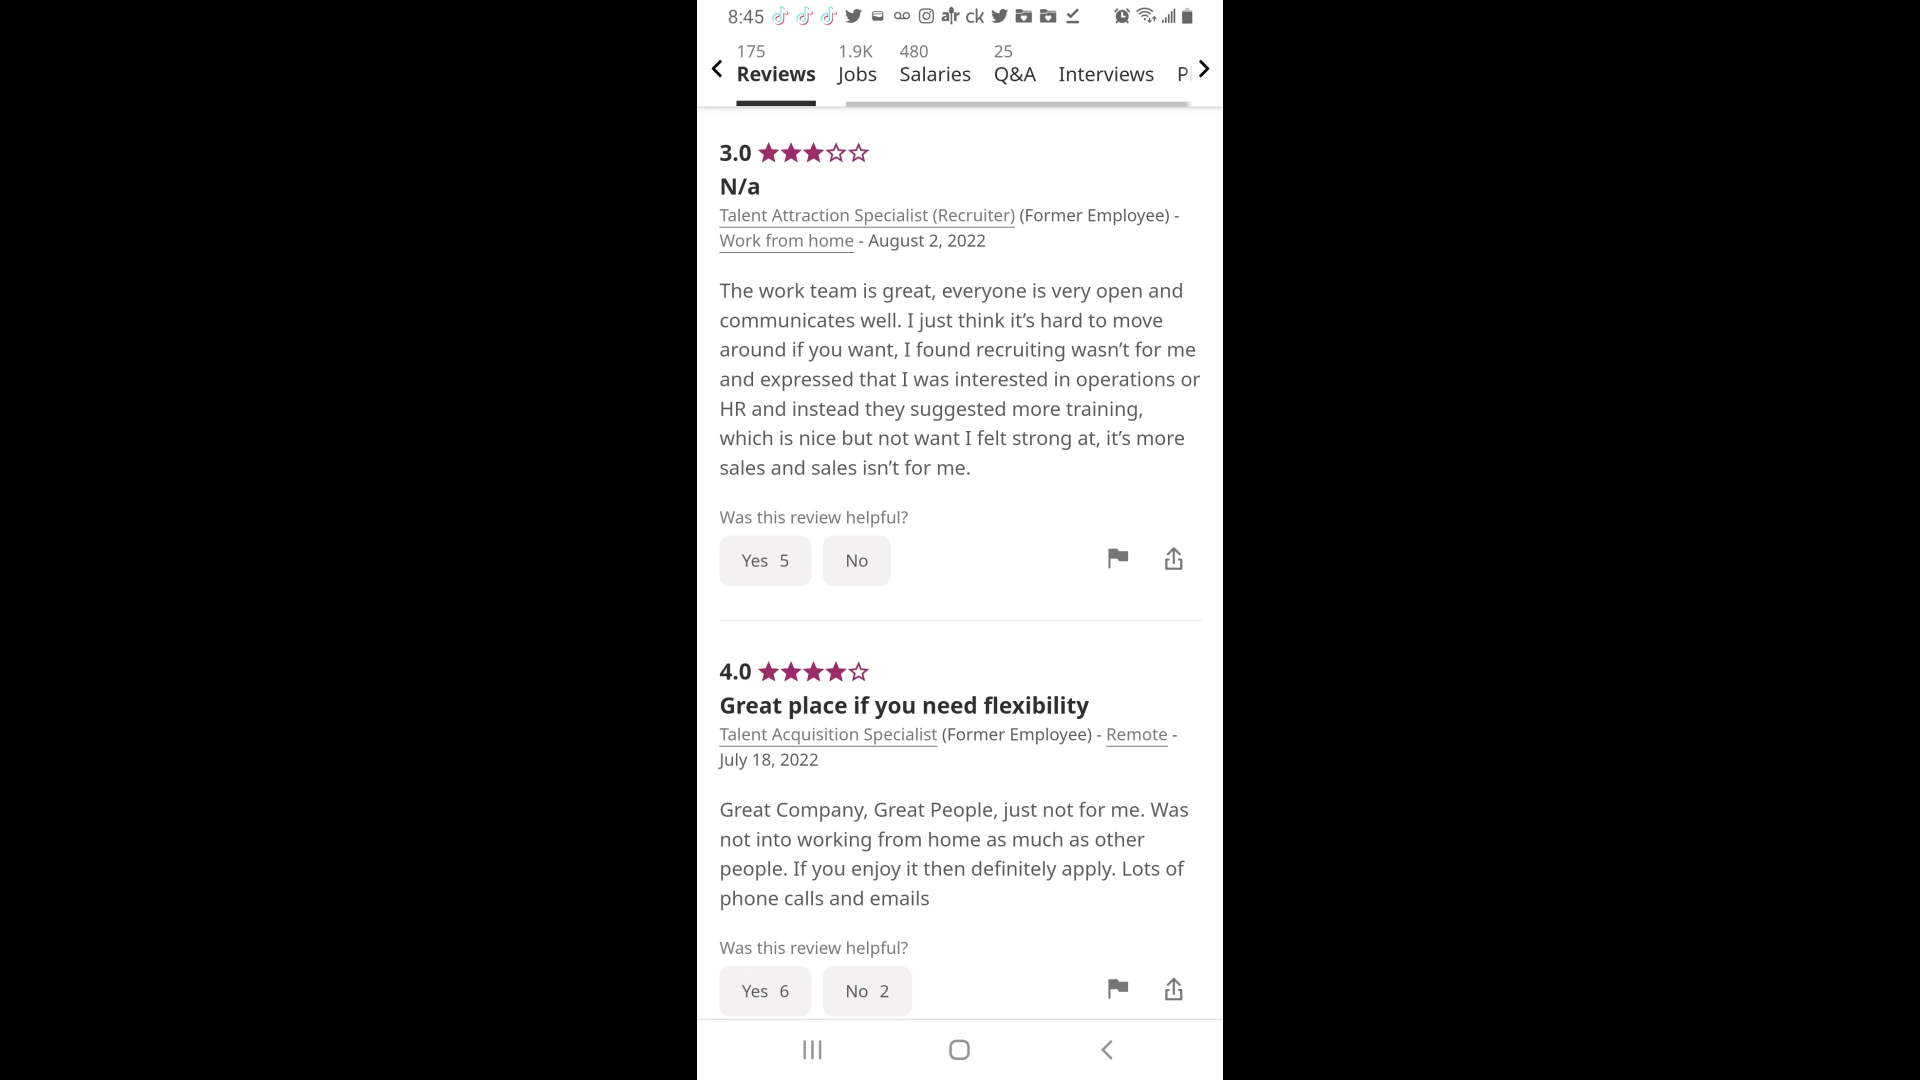 8:45
175 1.9K 480 25
Reviews Jobs Salaries Q&A Interviews P
3.0
N/a
Talent Attraction Specialist (Recruiter) (Former Employee) -
Work from home - August 2, 2022
The work team is great, everyone is very open and
communicates well. I just think it’s hard to move
around if you want, I found recruiting wasn’t for me
and expressed that I was interested in operations or
HR and instead they suggested more training,
which is nice but not want I felt strong at, it’s more
sales and sales isn’t for me.
Was this review helpful?
Yes 5 No
4.0
Great place if you need flexibility
Talent Acquisition Specialist (Former Employee) - Remote -
July 18, 2022
Great Company, Great People, just not for me. Was
not into working from home as much as other
people. If you enjoy it then definitely apply. Lots of
phone calls and emails
Was this review helpful?
Yes 6 No 2